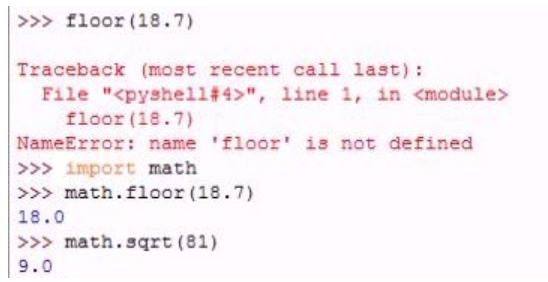 >>> floor(18.7)
Traceback (most recent call last):
  File "<pyshell#4>", line 1, in <module>
    floor(18.7)
NameError: name 'floor' is not defined
>>> import math
>>> math.floor(18.7)
18.0
>>> math.sqrt(81)
9.0